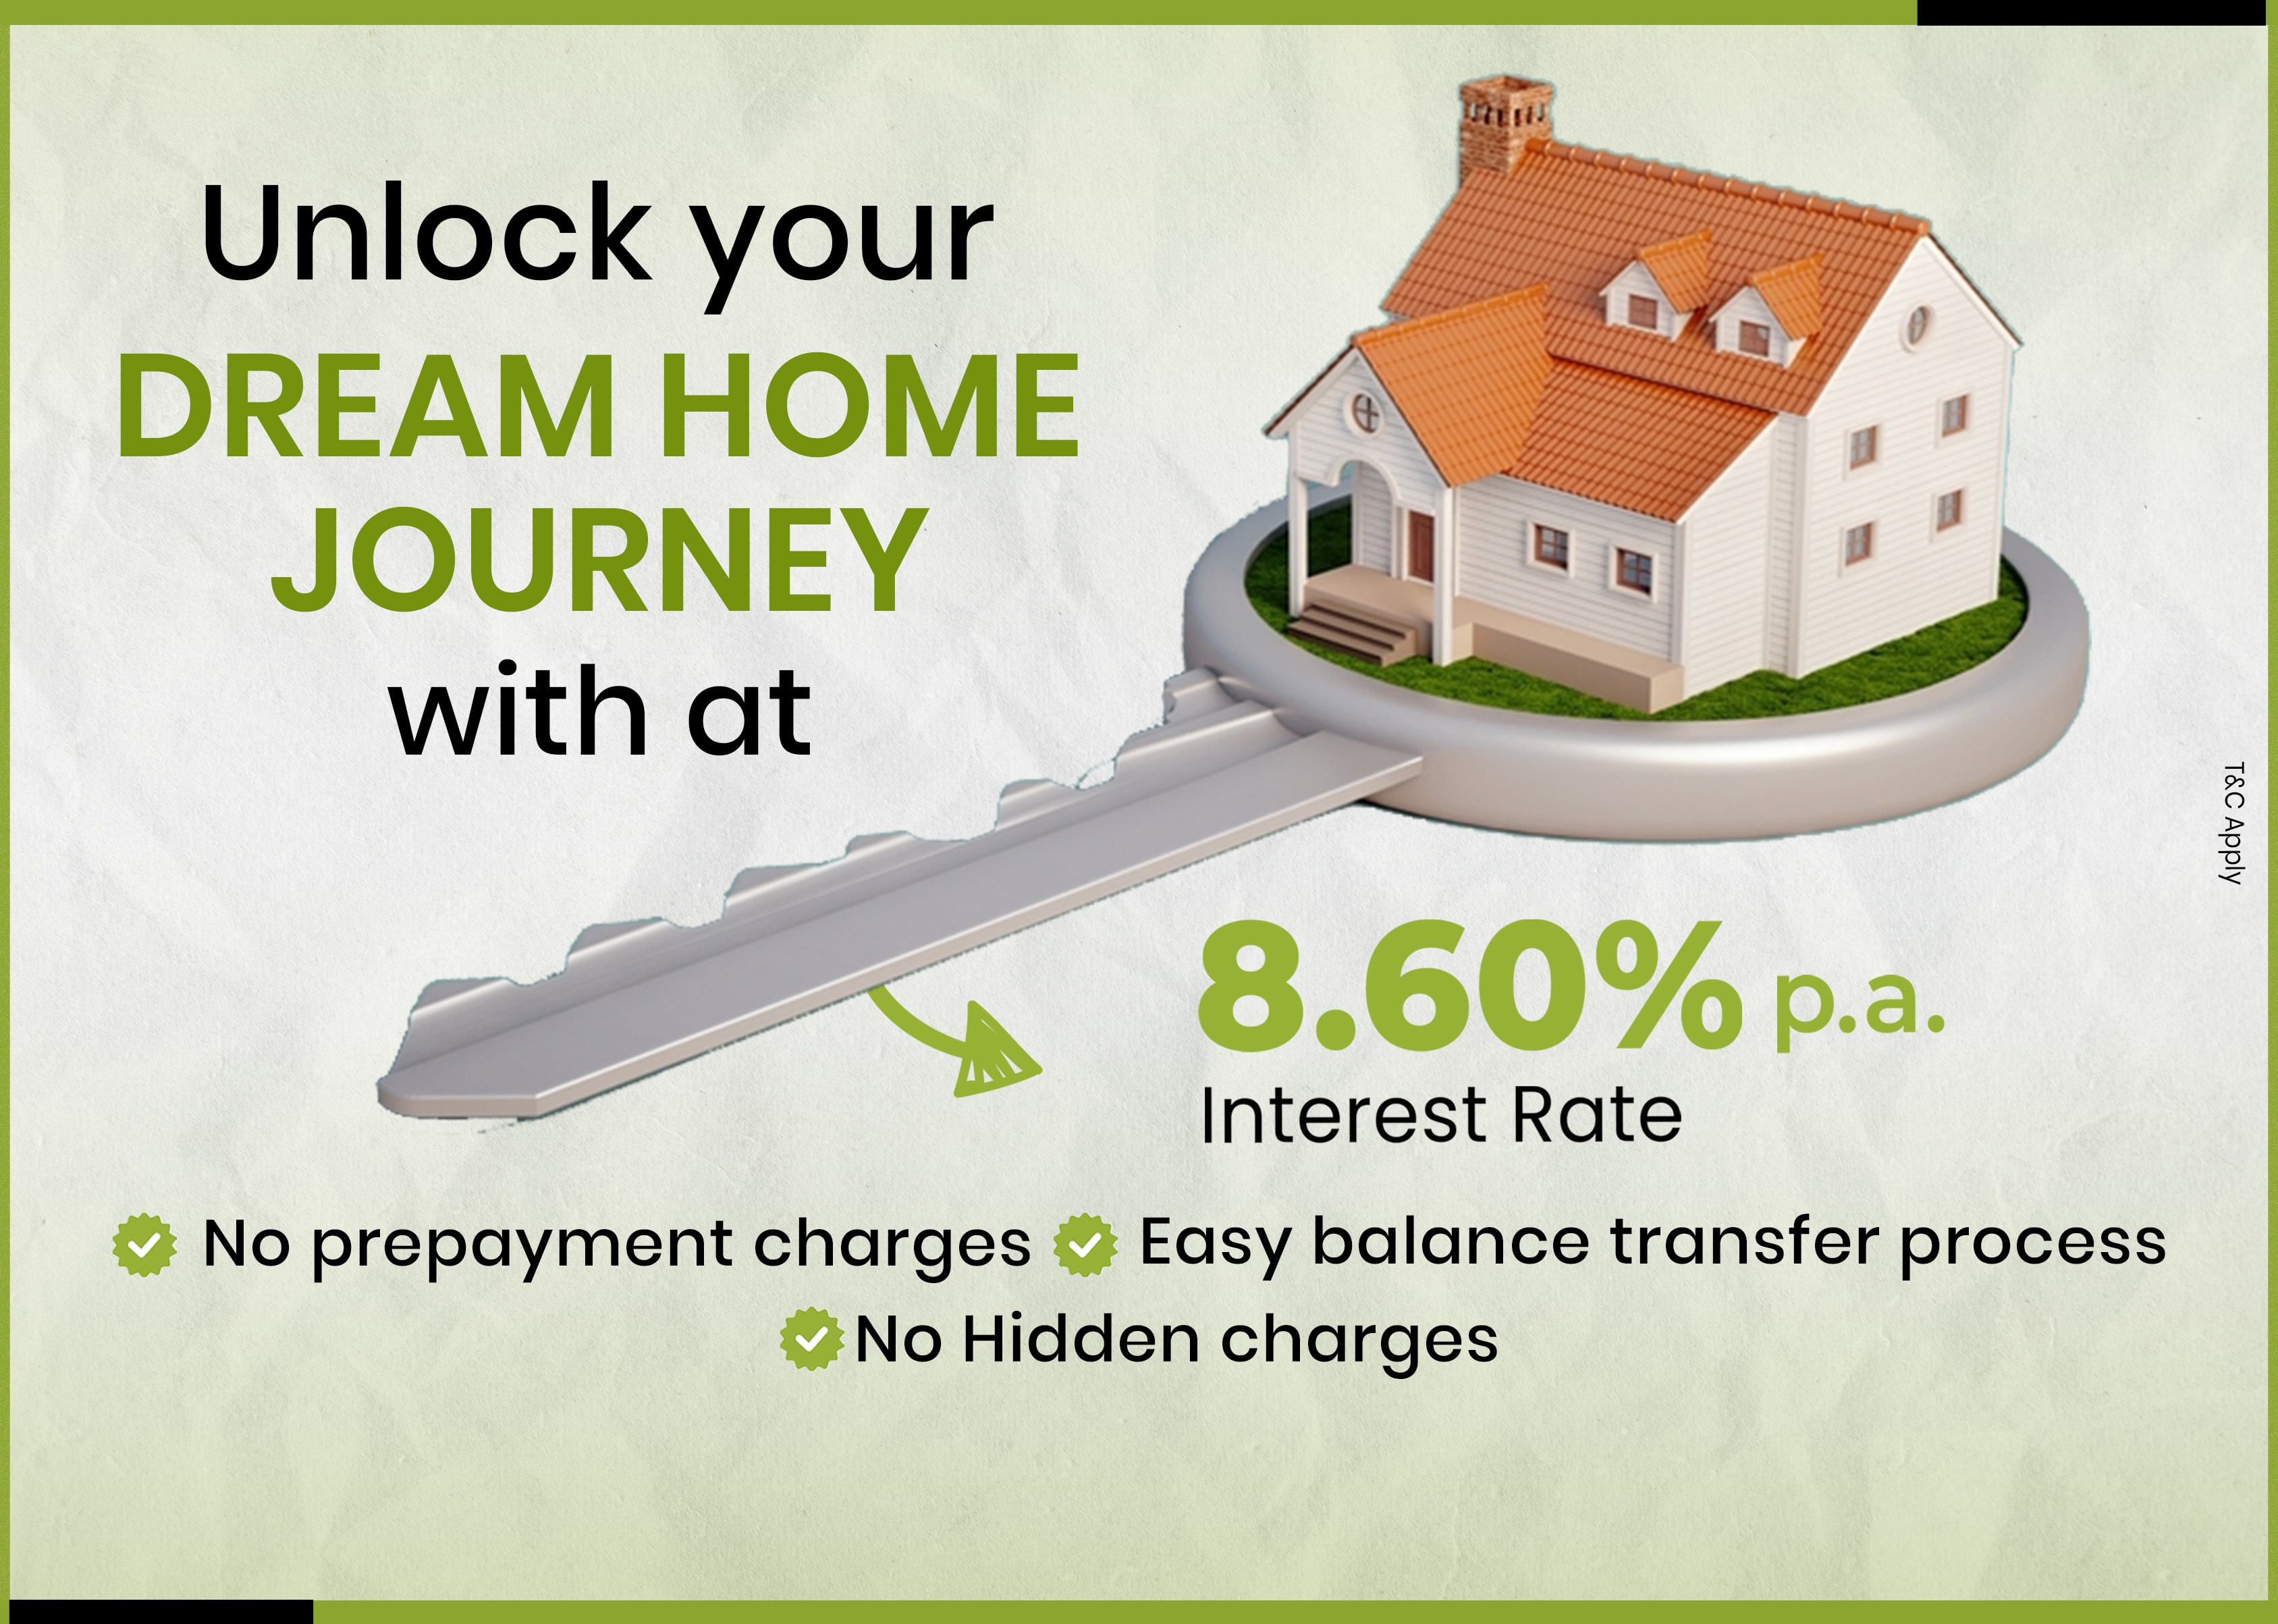 Unlock your
DREAM HOME
JOURNEY
with at
T&C Apply
8.60% p.a.
Interest Rate
No prepayment charges
Easy balance transfer process
No Hidden charges